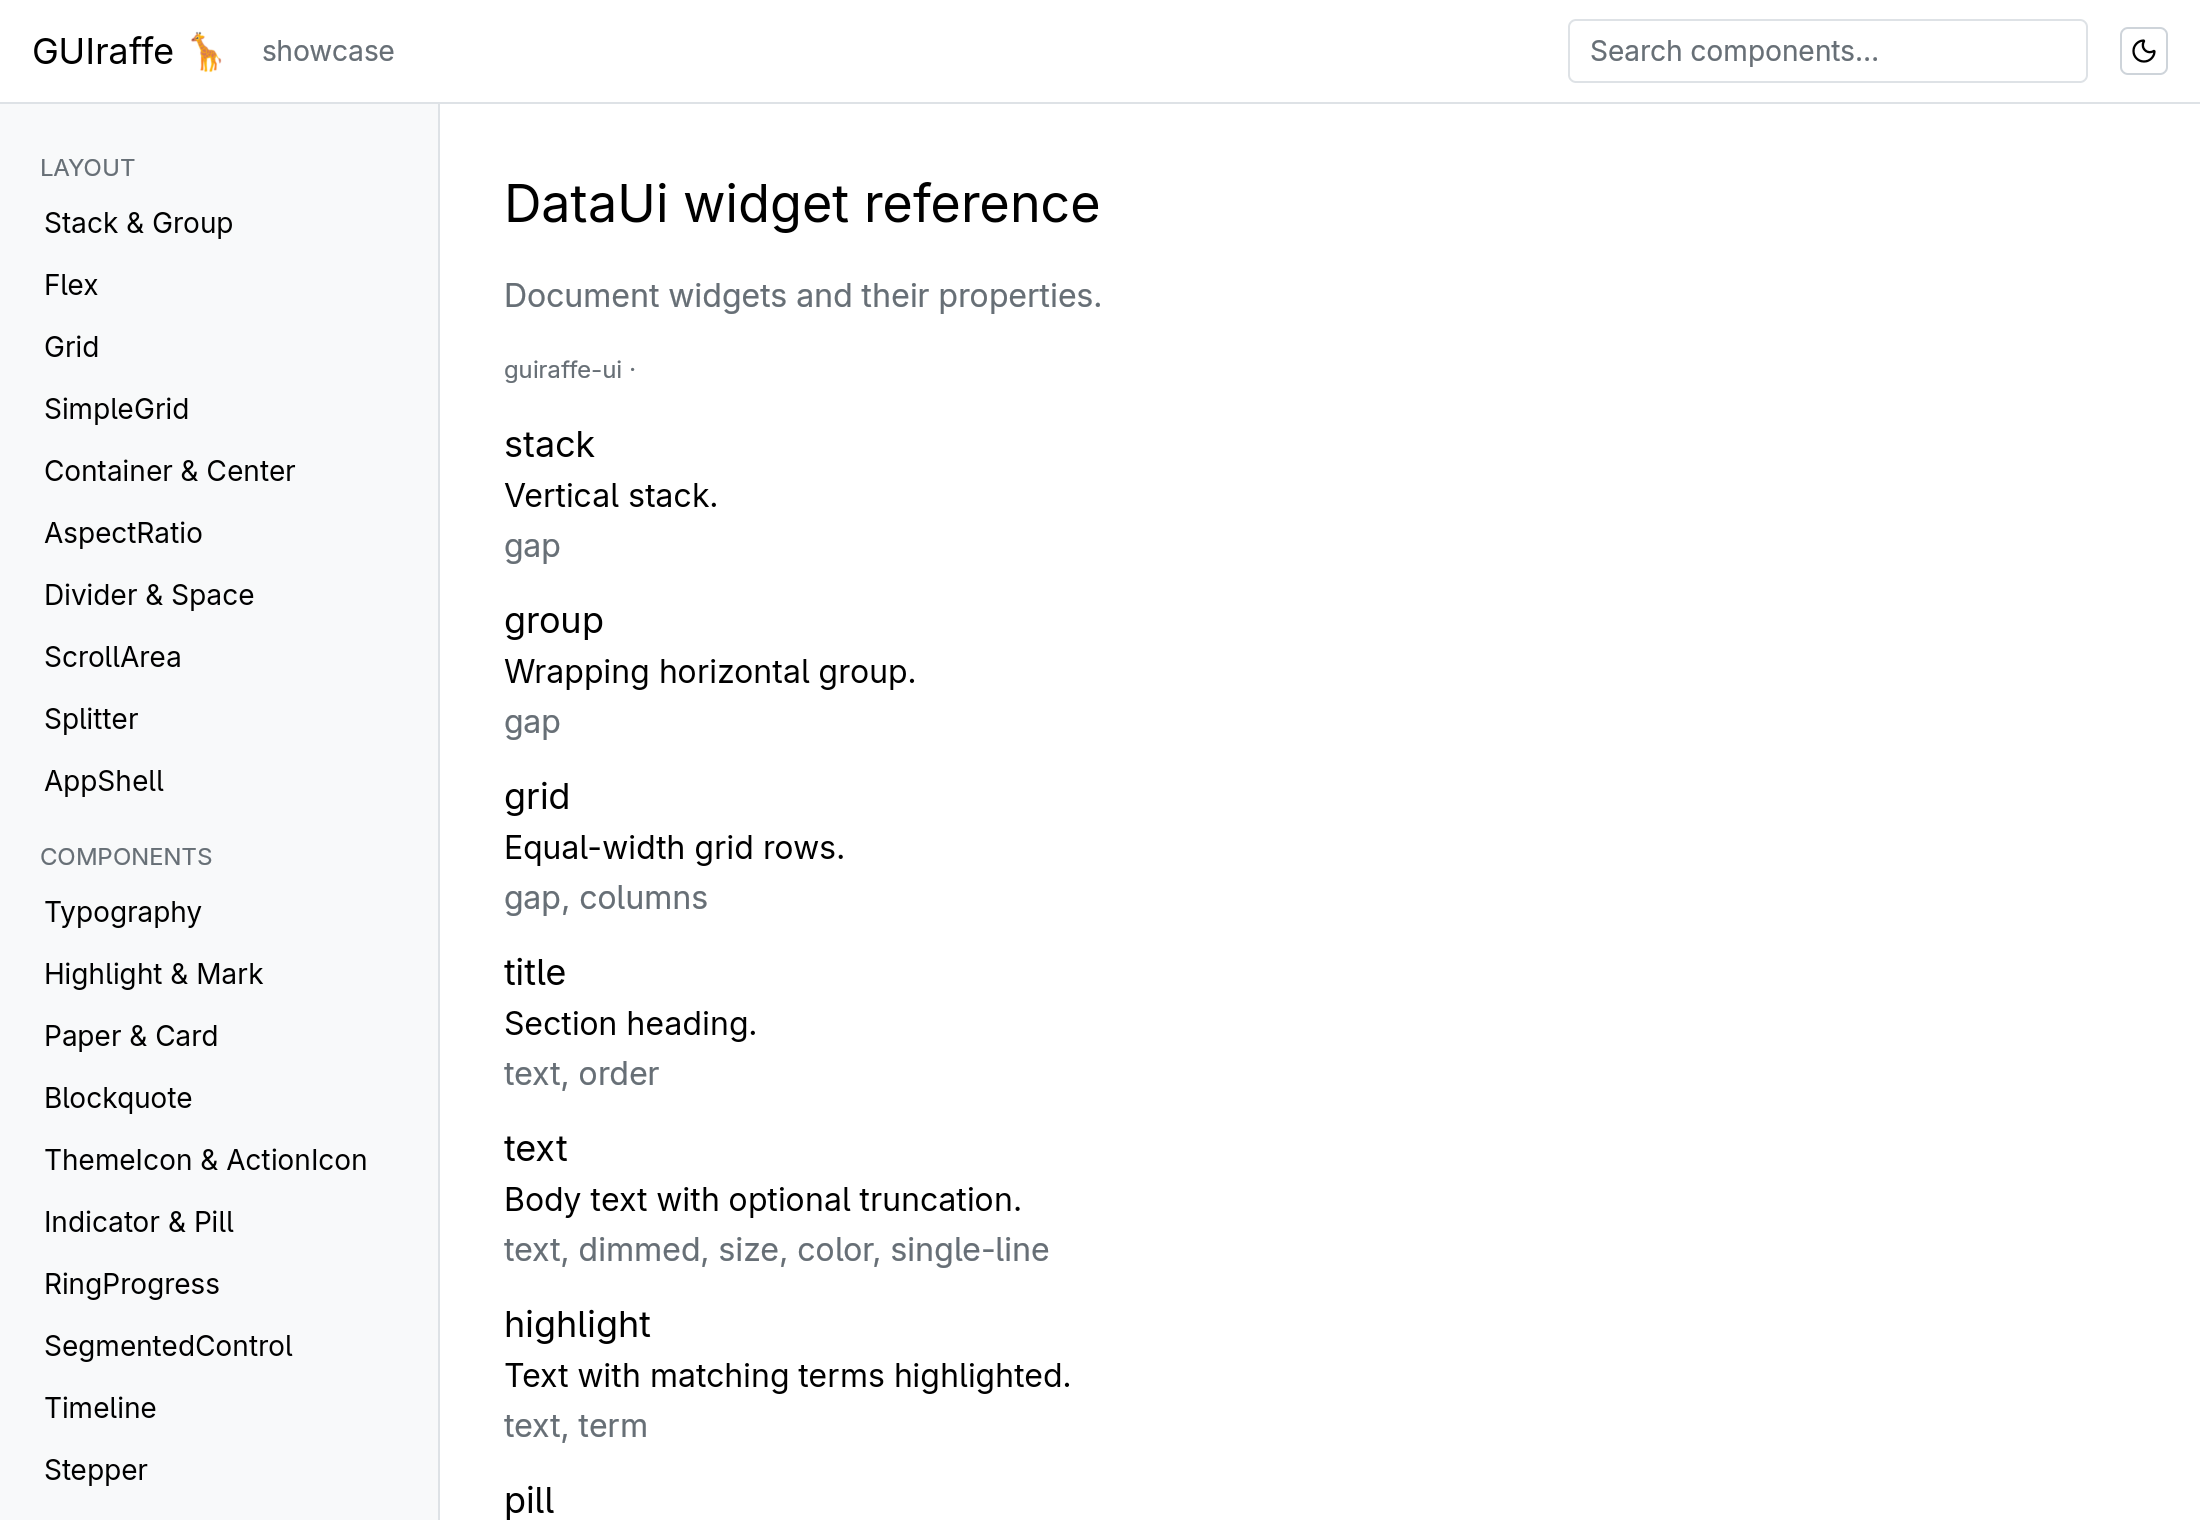 GUIraffe 🦒 showcase
Search components...
LAYOUT
Stack & Group
Flex
Grid
SimpleGrid
Container & Center
AspectRatio
Divider & Space
ScrollArea
Splitter
AppShell
COMPONENTS
Typography
Highlight & Mark
Paper & Card
Blockquote
ThemeIcon & ActionIcon
Indicator & Pill
RingProgress
SegmentedControl
Timeline
Stepper
DataUi widget reference
Document widgets and their properties.
guiraffe-ui ·
stack
Vertical stack.
gap
group
Wrapping horizontal group.
gap
grid
Equal-width grid rows.
gap, columns
title
Section heading.
text, order
text
Body text with optional truncation.
text, dimmed, size, color, single-line
highlight
Text with matching terms highlighted.
text, term
pill